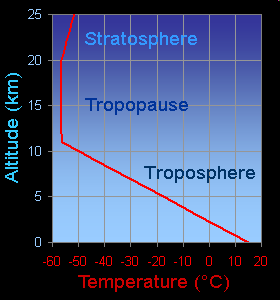 25
Stratosphere
20
Tropopause
15
10
Troposphere
5
0
Altitude (km)
-60 -50 -40 -30 -20 -10 0 10 20
Temperature (°C)